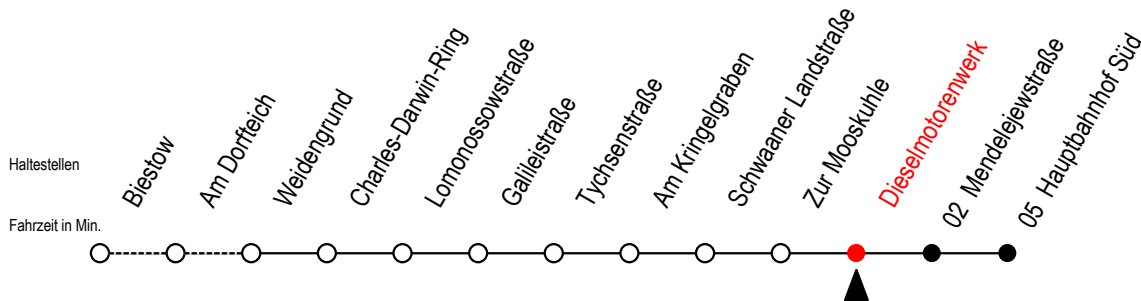 Haltestellen
Fahrzeit in Min.
Biestow
Am Dorfteich
Weidengrund
Charles-Darwin-Ring
Lomonossowstraße
Galileistraße
Tychsenstraße
Am Kringelgraben
Schwaaner Landstraße
Zur Mooskuhle
Dieselmotorenwerk
02 Mendelejewstraße
05 Hauptbahnhof Süd